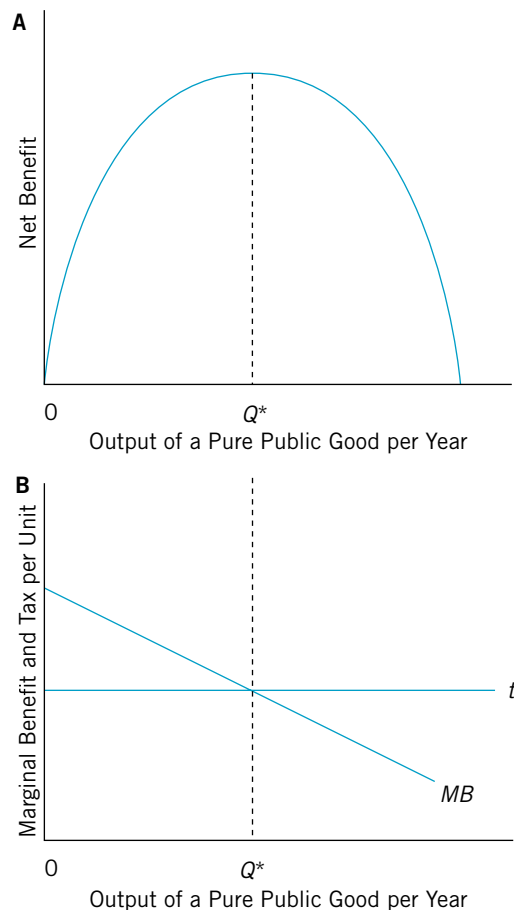 A
Net Benefit
0
Q*
Output of a Pure Public Good per Year
B
Marginal Benefit and Tax per Unit
t
MB
0
Q*
Output of a Pure Public Good per Year